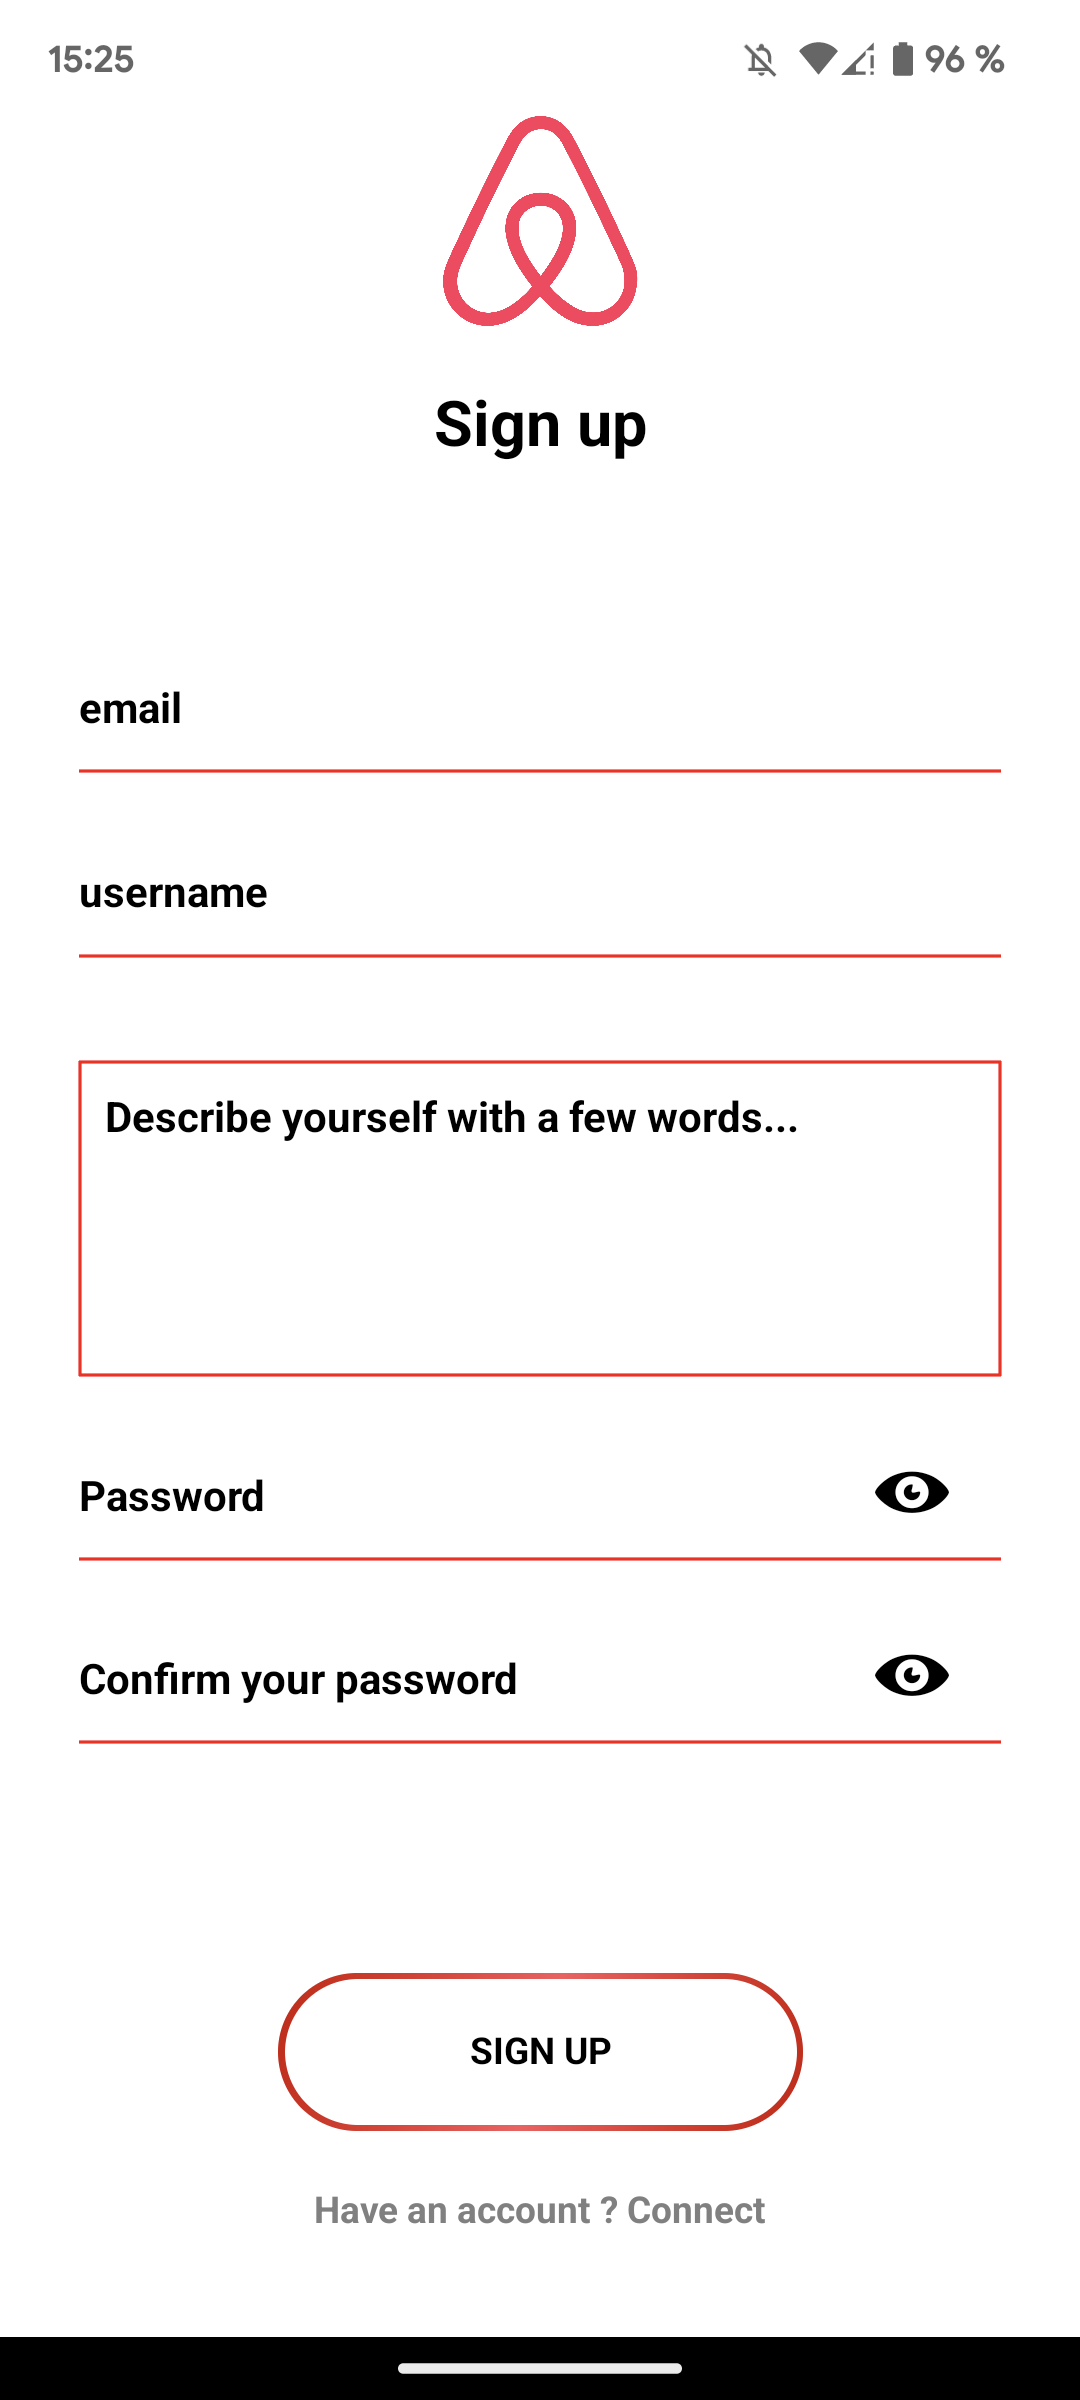 15:25
96 %
Sign up
email
username
Describe yourself with a few words...
Password
Confirm your password
SIGN UP
Have an account ? Connect